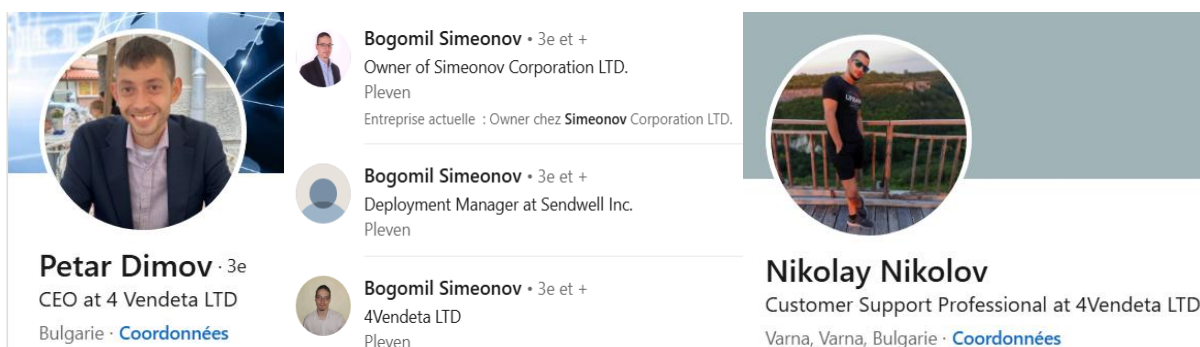 Petar Dimov · 3e
CEO at 4 Vendeta LTD
Bulgarie · Coordonnées
Bogomil Simeonov • 3e et +
Owner of Simeonov Corporation LTD.
Pleven
Entreprise actuelle : Owner chez Simeonov Corporation LTD.
Bogomil Simeonov • 3e et +
Deployment Manager at Sendwell Inc.
Pleven
Bogomil Simeonov • 3e et +
4Vendeta LTD
Pleven
Nikolay Nikolov
Customer Support Professional at 4Vendeta LTD
Varna, Varna, Bulgarie · Coordonnées